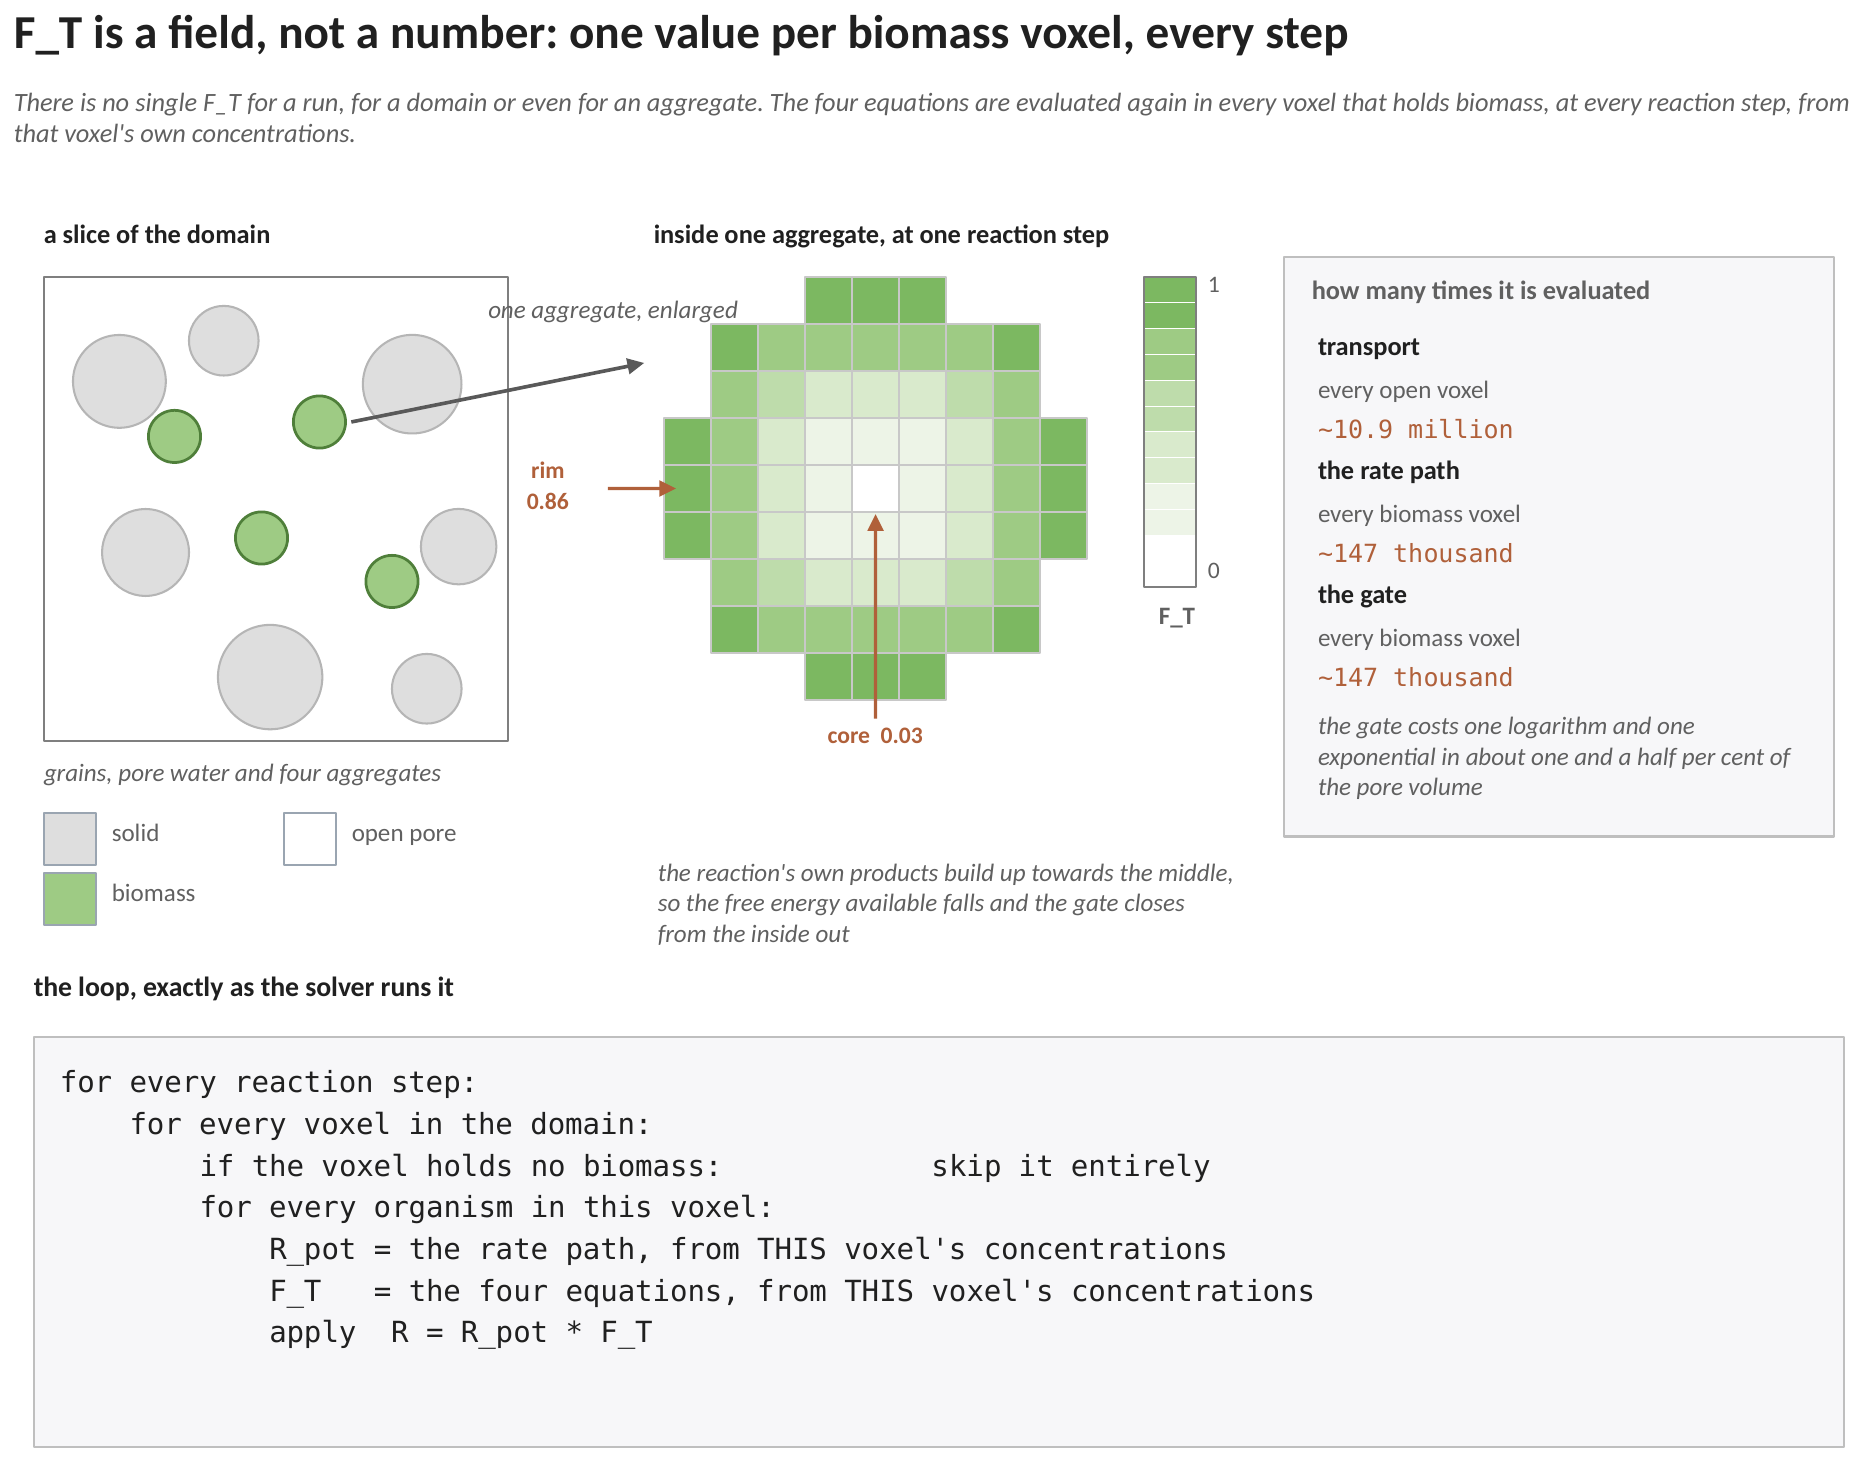 F_T is a field, not a number: one value per biomass voxel, every step
There is no single F_T for a run, for a domain or even for an aggregate. The four equations are evaluated again in every voxel that holds biomass, at every reaction step, from
that voxel's own concentrations.
a slice of the domain
inside one aggregate, at one reaction step
one aggregate, enlarged
rim
0.86
core 0.03
1
0
F_T
grains, pore water and four aggregates
solid
open pore
biomass
the reaction's own products build up towards the middle,
so the free energy available falls and the gate closes
from the inside out
how many times it is evaluated
transport
every open voxel
~10.9 million
the rate path
every biomass voxel
~147 thousand
the gate
every biomass voxel
~147 thousand
the gate costs one logarithm and one
exponential in about one and a half per cent of
the pore volume
the loop, exactly as the solver runs it
for every reaction step:
    for every voxel in the domain:
        if the voxel holds no biomass:            skip it entirely
        for every organism in this voxel:
            R_pot = the rate path, from THIS voxel's concentrations
            F_T   = the four equations, from THIS voxel's concentrations
            apply  R = R_pot * F_T